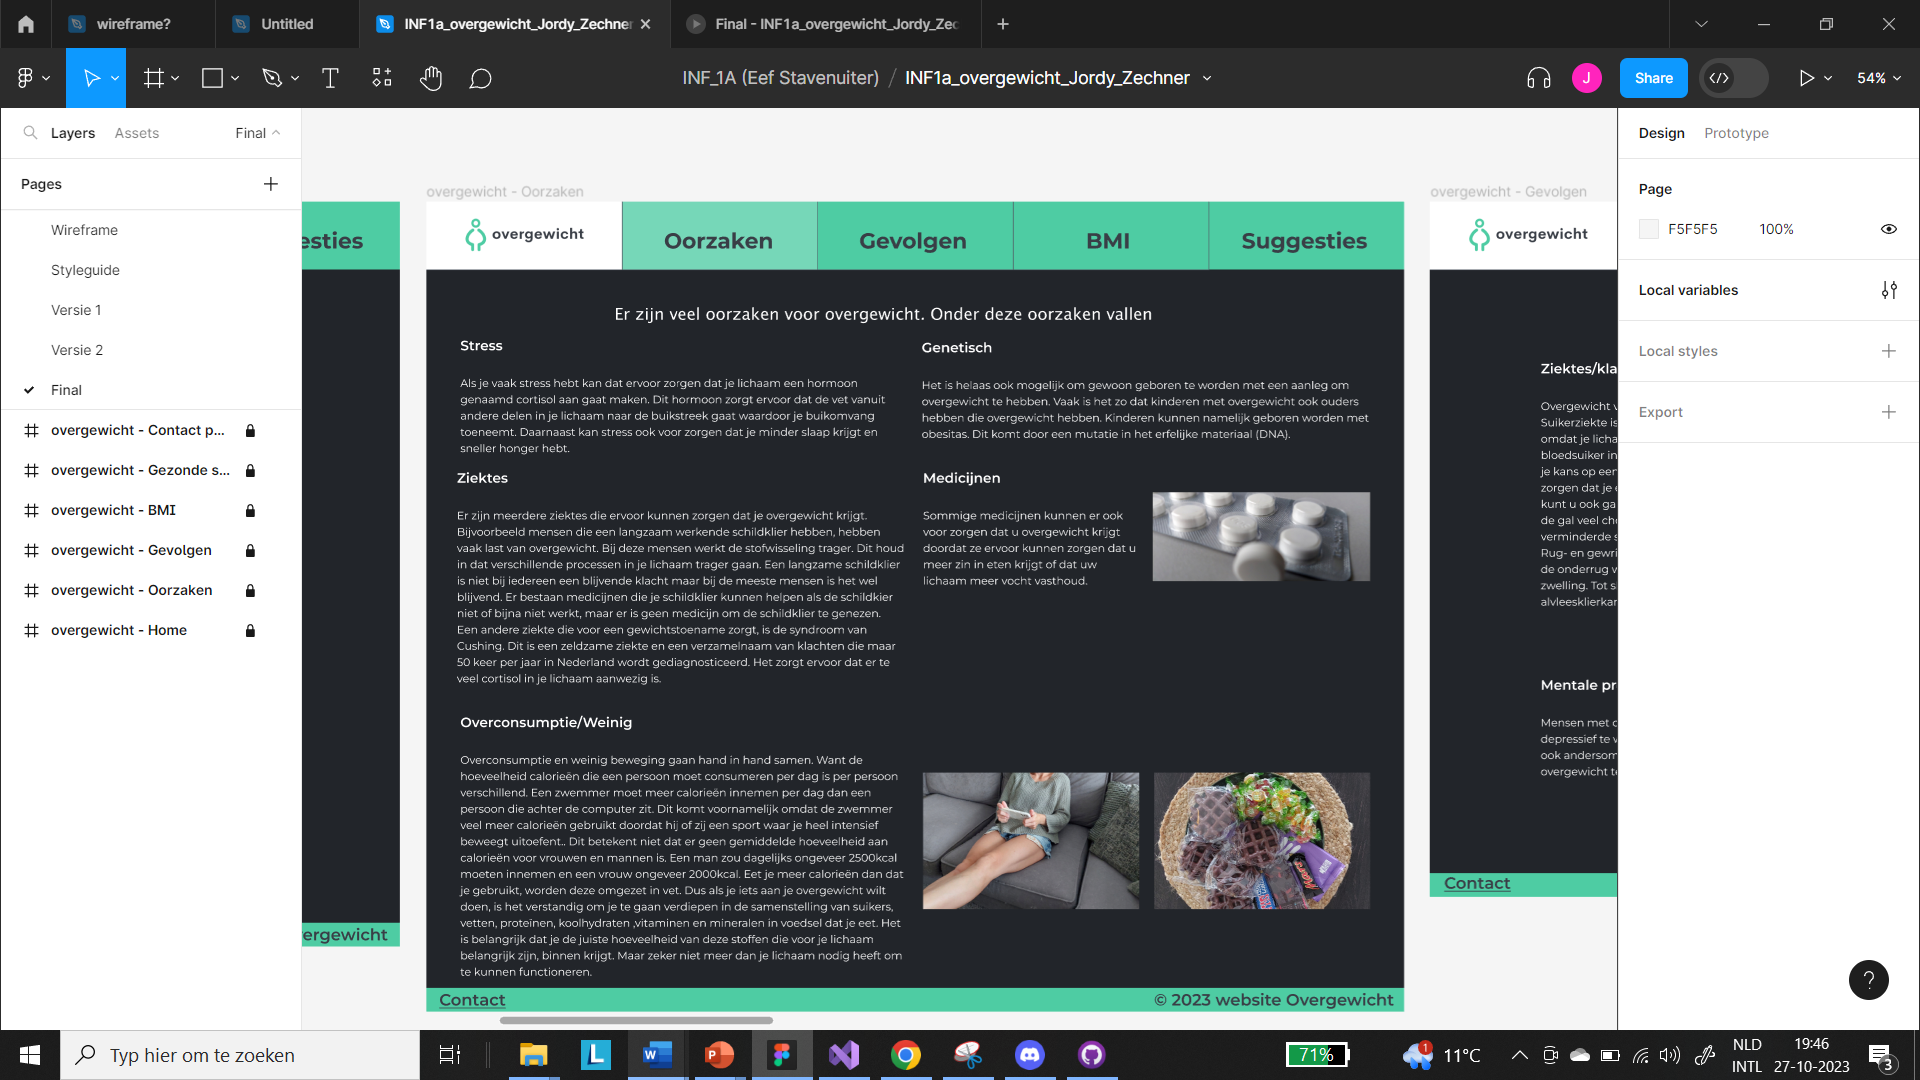 wireframe?
Untitled
INF1a_overgewicht_Jordy_Zechner
Final - INF1a_overgewicht_Jordy_Zec
INF_1A (Eef Stavenuiter) / INF1a_overgewicht_Jordy_Zechner
J
Share
54%
Layers
Assets
Final
Pages
Wireframe
Styleguide
Versie 1
Versie 2
Final
overgewicht - Contact p...
overgewicht - Gezonde s...
overgewicht - BMI
overgewicht - Gevolgen
overgewicht - Oorzaken
overgewicht - Home
esties
ergewicht
overgewicht - Oorzaken
overgewicht
Oorzaken
Gevolgen
BMI
Suggesties
Er zijn veel oorzaken voor overgewicht. Onder deze oorzaken vallen
Stress
Als je vaak stress hebt kan dat ervoor zorgen dat je lichaam een hormoon
genaamd cortisol aan gaat maken. Dit hormoon zorgt ervoor dat de vet vanuit
andere delen in je lichaam naar de buikstreek gaat waardoor je buikomvang
toeneemt. Daarnaast kan stress ook voor zorgen dat je minder slaap krijgt en
sneller honger hebt.
Genetisch
Het is helaas ook mogelijk om gewoon geboren te worden met een aanleg om
overgewicht te hebben. Vaak is het zo dat kinderen met overgewicht ook ouders
hebben die overgewicht hebben. Kinderen kunnen namelijk geboren worden met
obesitas. Dit komt door een mutatie in het erfelijke materiaal (DNA).
Ziektes
Er zijn meerdere ziektes die ervoor kunnen zorgen dat je overgewicht krijgt.
Bijvoorbeeld mensen die een langzaam werkende schildklier hebben, hebben
vaak last van overgewicht. Bij deze mensen werkt de stofwisseling trager. Dit houd
in dat verschillende processen in je lichaam trager gaan. Een langzame schildklier
is niet bij iedereen een blijvende klacht maar bij de meeste mensen is het wel
blijvend. Er bestaan medicijnen die je schildklier kunnen helpen als de schildkier
niet of bijna niet werkt, maar er is geen medicijn om de schildklier te genezen.
Een andere ziekte die voor een gewichtstoename zorgt, is de syndroom van
Cushing. Dit is een zeldzame ziekte en een verzamelnaam van klachten die maar
50 keer per jaar in Nederland wordt gediagnosticeerd. Het zorgt ervoor dat er te
veel cortisol in je lichaam aanwezig is.
Medicijnen
Sommige medicijnen kunnen er ook
voor zorgen dat u overgewicht krijgt
doordat ze ervoor kunnen zorgen dat u
meer zin in eten krijgt of dat uw
lichaam meer vocht vasthoud.
Overconsumptie/Weinig
Overconsumptie en weinig beweging gaan hand in hand samen. Want de
hoeveelheid calorieën die een persoon moet consumeren per dag is per persoon
verschillend. Een zwemmer moet meer calorieën innemen per dag dan een
persoon die achter de computer zit. Dit komt voornamelijk omdat de zwemmer
veel meer calorieën gebruikt doordat hij of zij een sport waar je heel intensief
beweegt uitoefent.. Dit betekent niet dat er geen gemiddelde hoeveelheid aan
calorieën voor vrouwen en mannen is. Een man zou dagelijks ongeveer 2500kcal
moeten innemen en een vrouw ongeveer 2000kcal. Eet je meer calorieën dan dat
je gebruikt, worden deze omgezet in vet. Dus als je iets aan je overgewicht wilt
doen, is het verstandig om je te gaan verdiepen in de samenstelling van suikers,
vetten, proteïnen, koolhydraten ,vitaminen en mineralen in voedsel dat je eet. Het
is belangrijk dat je de juiste hoeveelheid van deze stoffen die voor je lichaam
belangrijk zijn, binnen krijgt. Maar zeker niet meer dan je lichaam nodig heeft om
te kunnen functioneren.
Contact
© 2023 website Overgewicht
overgewicht - Gevolgen
overgewicht
Ziektes/kla
Overgewicht v
Suikerziekte is
omdat je licha
bloedsuiker in
je kans op een
zorgen dat je
kunt u ook ga
de gal veel ch
verminderde s
Rug- en gewri
de onderrug
zwelling. Tot s
alvleesklierkar
Mentale pr
Mensen met
depressief te
ook andersom
overgewicht te
Contact
Design
Prototype
Page
F5F5F5
100%
Local variables
Local styles
Export
?
Typ hier om te zoeken
71%
1
11°C
NLD
INTL
19:46
27-10-2023
3